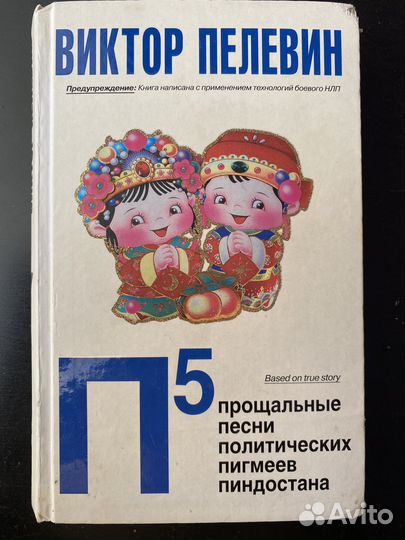 ВИКТОР ПЕЛЕВИН
Предупреждение: Книга написана с применением технологий боевого НЛП
Based on true story
П5
прощальные
песни
политических
пигмеев
пиндостана
Avito